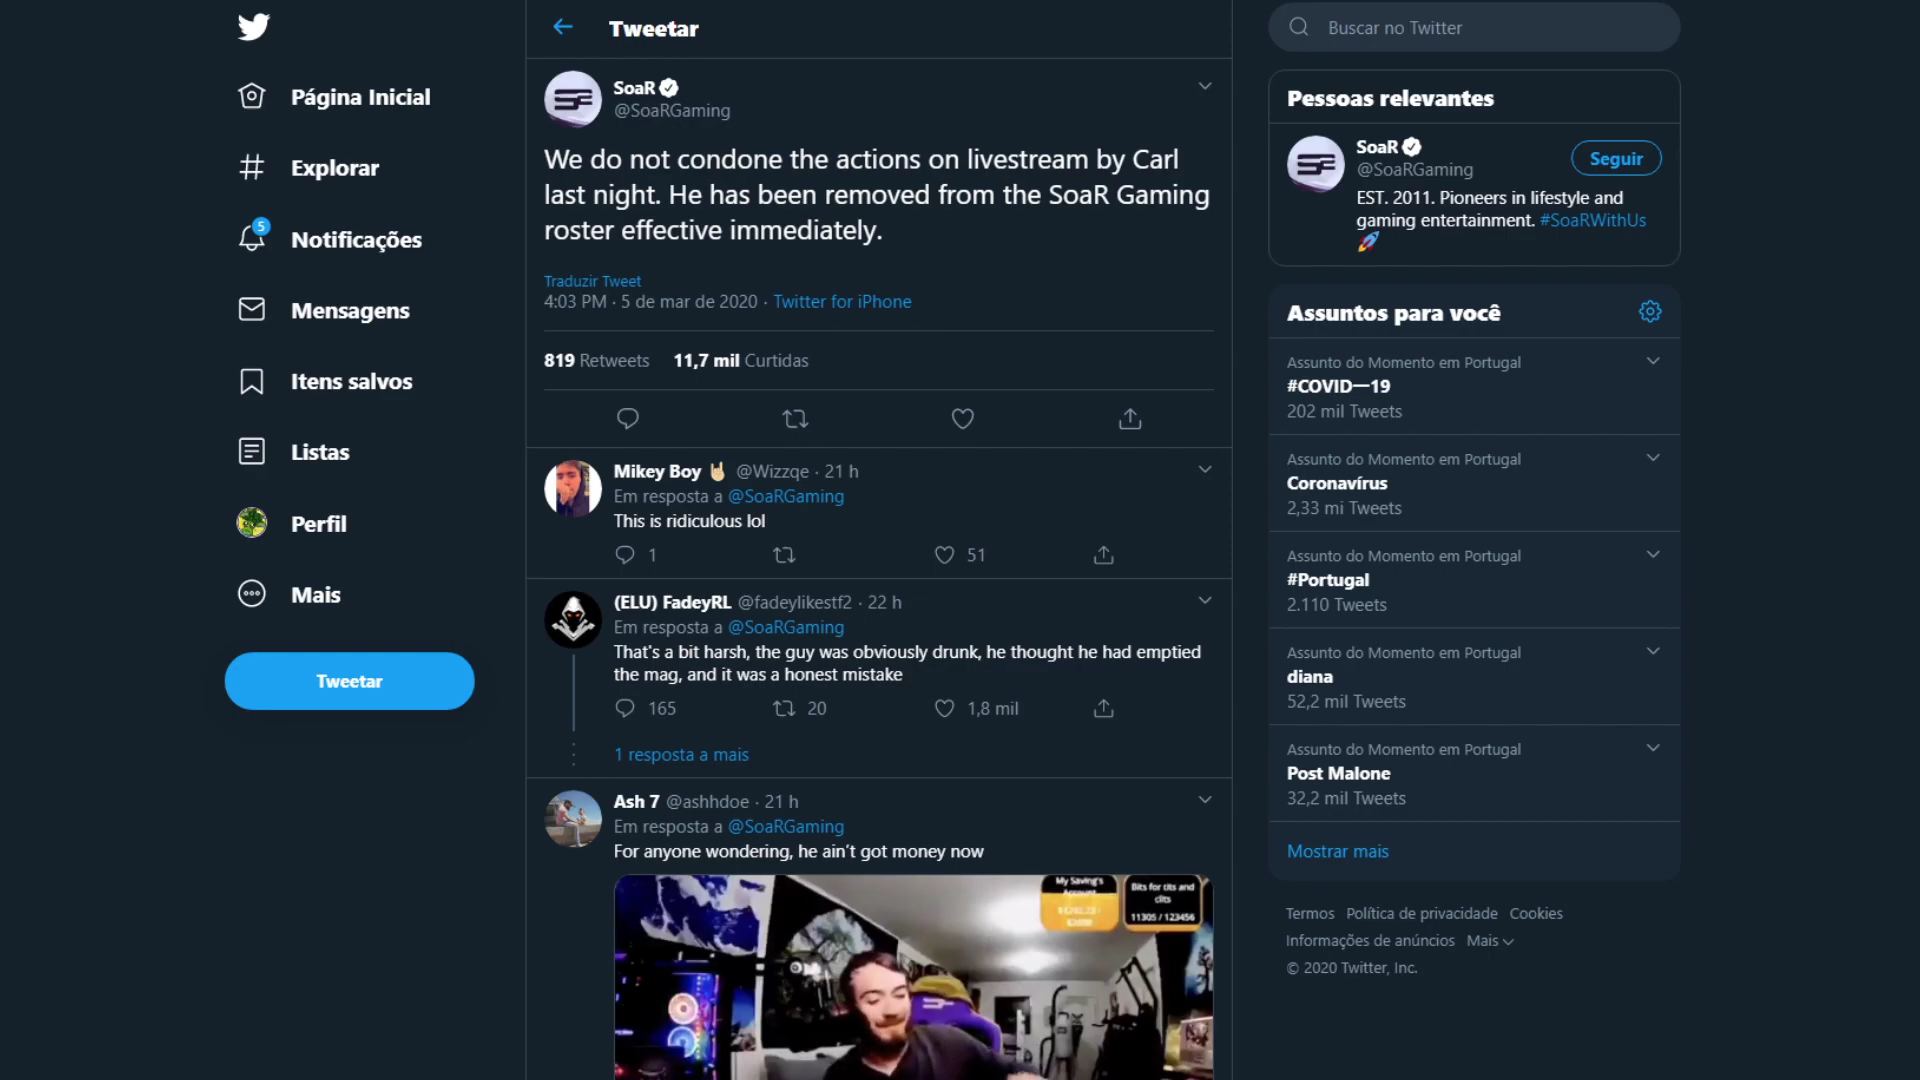 Página Inicial
Explorar
5
Notificações
Mensagens
Itens salvos
Listas
Perfil
Mais
Tweetar
Tweetar
SoaR
@SoaRGaming
We do not condone the actions on livestream by Carl
last night. He has been removed from the SoaR Gaming
roster effective immediately.
Traduzir Tweet
4:03 PM · 5 de mar de 2020 · Twitter for iPhone
819 Retweets 11,7 mil Curtidas
Mikey Boy 🤘🏼 @Wizzqe · 21 h
Em resposta a @SoaRGaming
This is ridiculous lol
1 51
(ELU) FadeyRL @fadeylikestf2 · 22 h
Em resposta a @SoaRGaming
That's a bit harsh, the guy was obviously drunk, he thought he had emptied
the mag, and it was a honest mistake
165 20 1,8 mil
1 resposta a mais
Ash 7 @ashhdoe · 21 h
Em resposta a @SoaRGaming
For anyone wondering, he ain’t got money now
My Saving's
Account
Bits for tits and
clits
11305 / 123456
Buscar no Twitter
Pessoas relevantes
SoaR
@SoaRGaming
Seguir
EST. 2011. Pioneers in lifestyle and
gaming entertainment. #SoaRWithUs
🚀
Assuntos para você
Assunto do Momento em Portugal
#COVID—19
202 mil Tweets
Assunto do Momento em Portugal
Coronavírus
2,33 mi Tweets
Assunto do Momento em Portugal
#Portugal
2.110 Tweets
Assunto do Momento em Portugal
diana
52,2 mil Tweets
Assunto do Momento em Portugal
Post Malone
32,2 mil Tweets
Mostrar mais
Termos Política de privacidade Cookies
Informações de anúncios Mais
© 2020 Twitter, Inc.